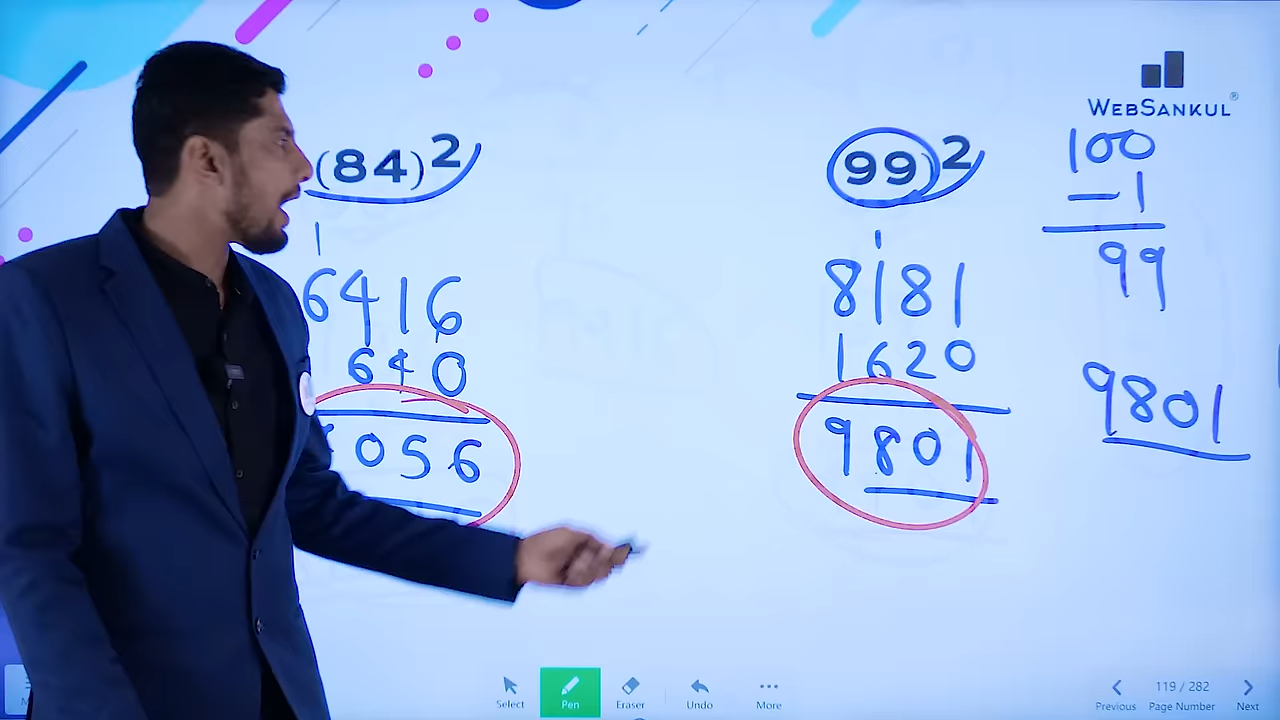 WEBSANKUL®
(84)2
1
6416
640
056
(99)2
1
8181
1620
9801
100
-1
99
9801
Select
Pen
Eraser
Undo
More
Previous
119 / 282
Page Number
Next